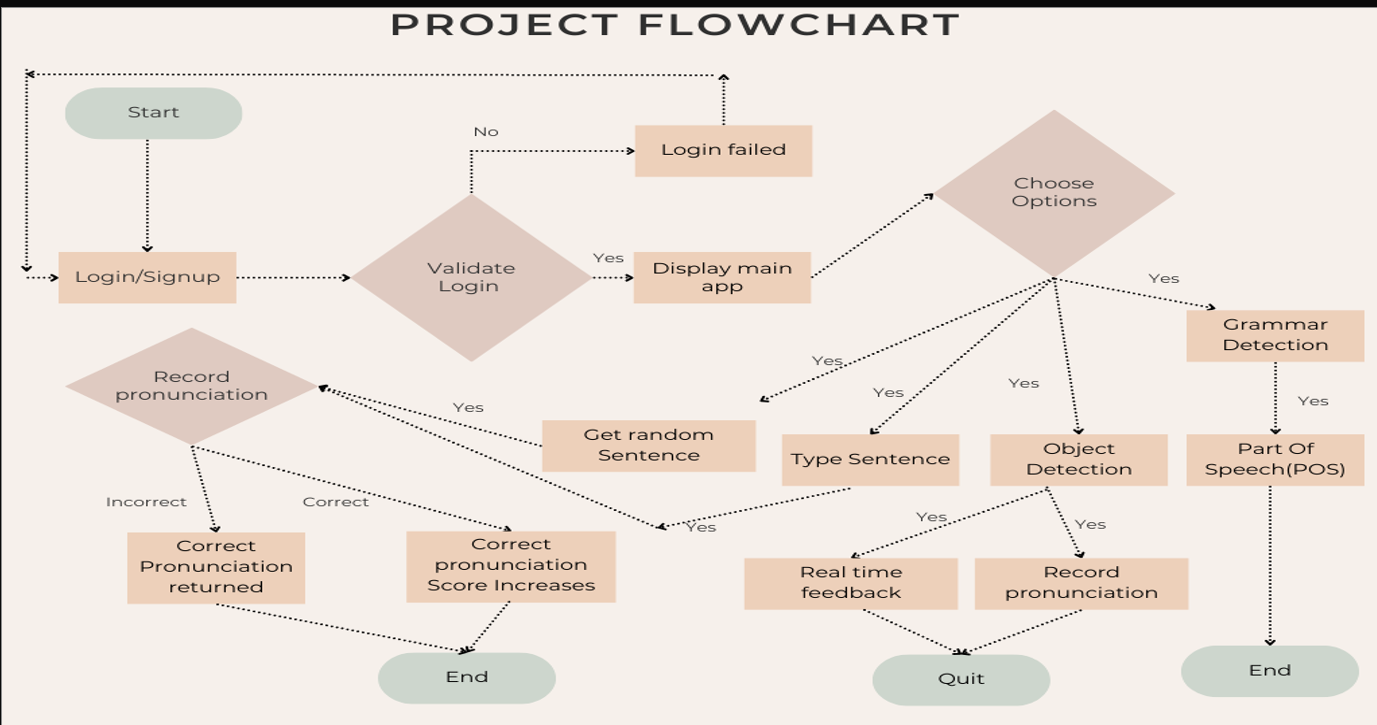 PROJECT FLOWCHART
Start
No
Login failed
Choose
Options
Login/Signup
Validate
Login
Yes
Display main
app
Yes
Grammar
Detection
Record
pronunciation
Yes
Yes
Yes
Yes
Yes
Get random
Sentence
Type Sentence
Object
Detection
Part Of
Speech(POS)
Incorrect
Correct
Yes
Yes
Yes
Correct
Pronunciation
returned
Correct
pronunciation
Score Increases
Real time
feedback
Record
pronunciation
End
Quit
End